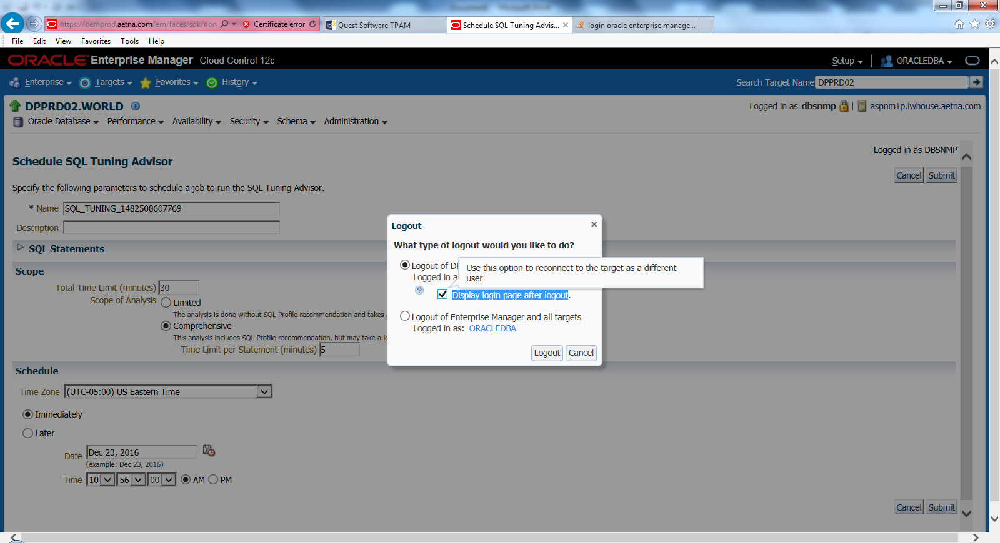 https://oemprod.aetna.com/em/faces/sdk/non
Certificate error
Quest Software TPAM
Schedule SQL Tuning Advis...
login oracle enterprise manage...
File Edit View Favorites Tools Help
ORACLE Enterprise Manager Cloud Control 12c
Setup
ORACLEDBA
Enterprise Targets Favorites History
Search Target Name DPPRD02
DPPRD02.WORLD
Logged in as dbsnmp
aspnm1p.iwhouse.aetna.com
Oracle Database Performance Availability Security Schema Administration
Logged in as DBSNMP
Schedule SQL Tuning Advisor
Cancel Submit
Specify the following parameters to schedule a job to run the SQL Tuning Advisor.
* Name SQL_TUNING_1482508607769
Description
SQL Statements
Scope
Total Time Limit (minutes) 30
Scope of Analysis
Limited
The analysis is done without SQL Profile recommendation and takes
Comprehensive
This analysis includes SQL Profile recommendation, but may take a lo
Time Limit per Statement (minutes) 5
Schedule
Time Zone (UTC-05:00) US Eastern Time
Immediately
Later
Date Dec 23, 2016
(example: Dec 23, 2016)
Time 10 56 00 AM PM
Cancel Submit
Logout
What type of logout would you like to do?
Logout of
Logged in
Use this option to reconnect to the target as a different
user
Display login page after logout.
Logout of Enterprise Manager and all targets
Logged in as: ORACLEDBA
Logout Cancel